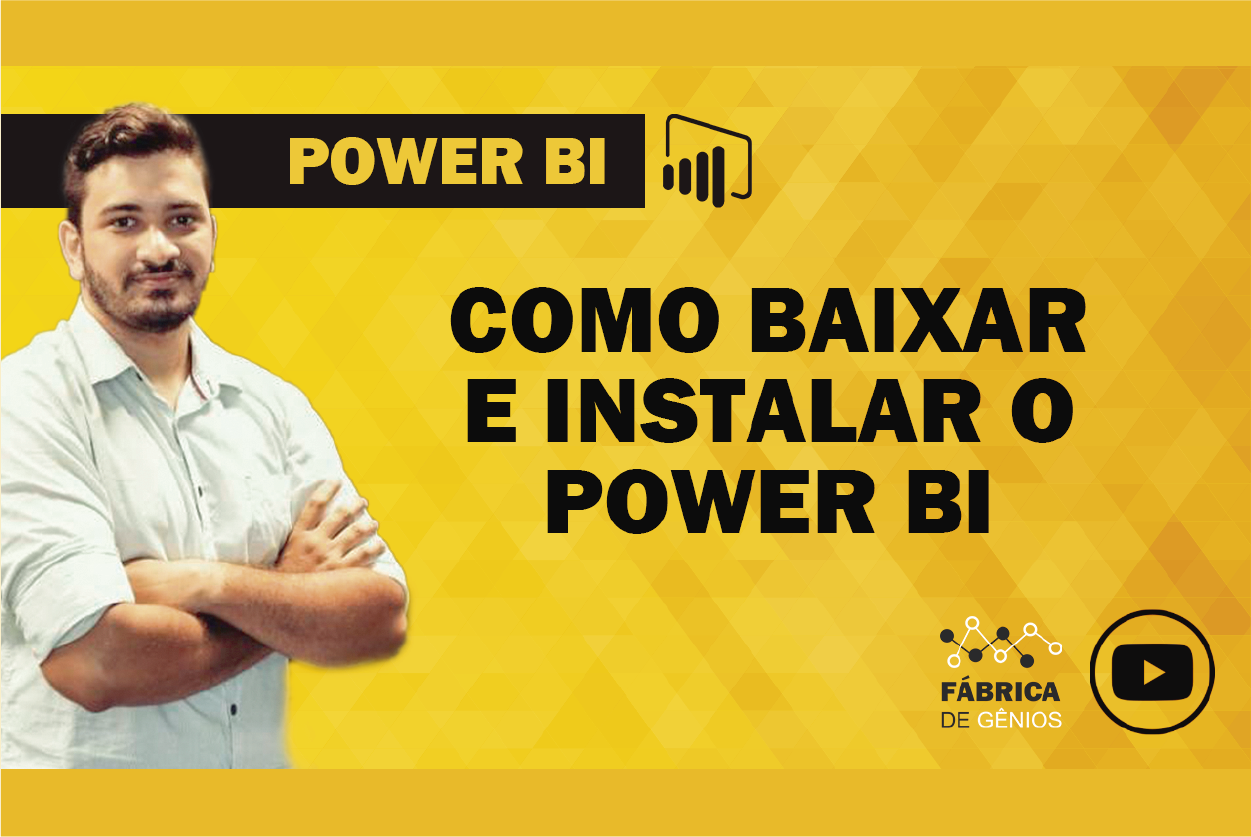 POWER BI
COMO BAIXAR
E INSTALAR O
POWER BI
FÁBRICA
DE GÊNIOS